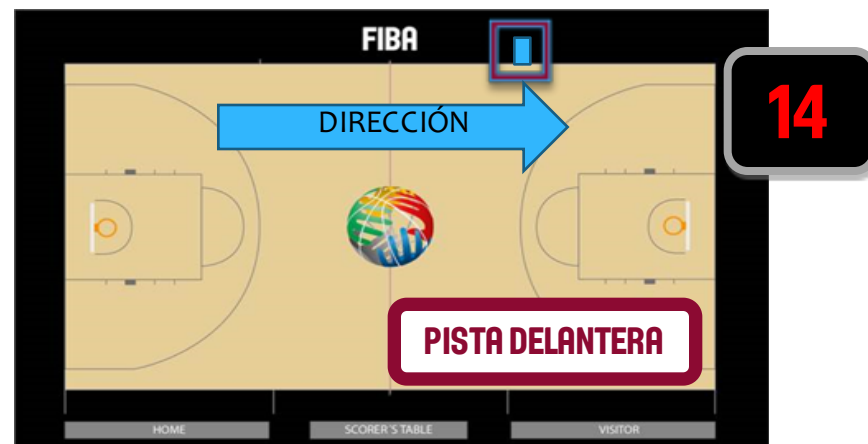 FIBA
14
DIRECCIÓN
PISTA DELANTERA
HOME
SCORER'S TABLE
VISITOR